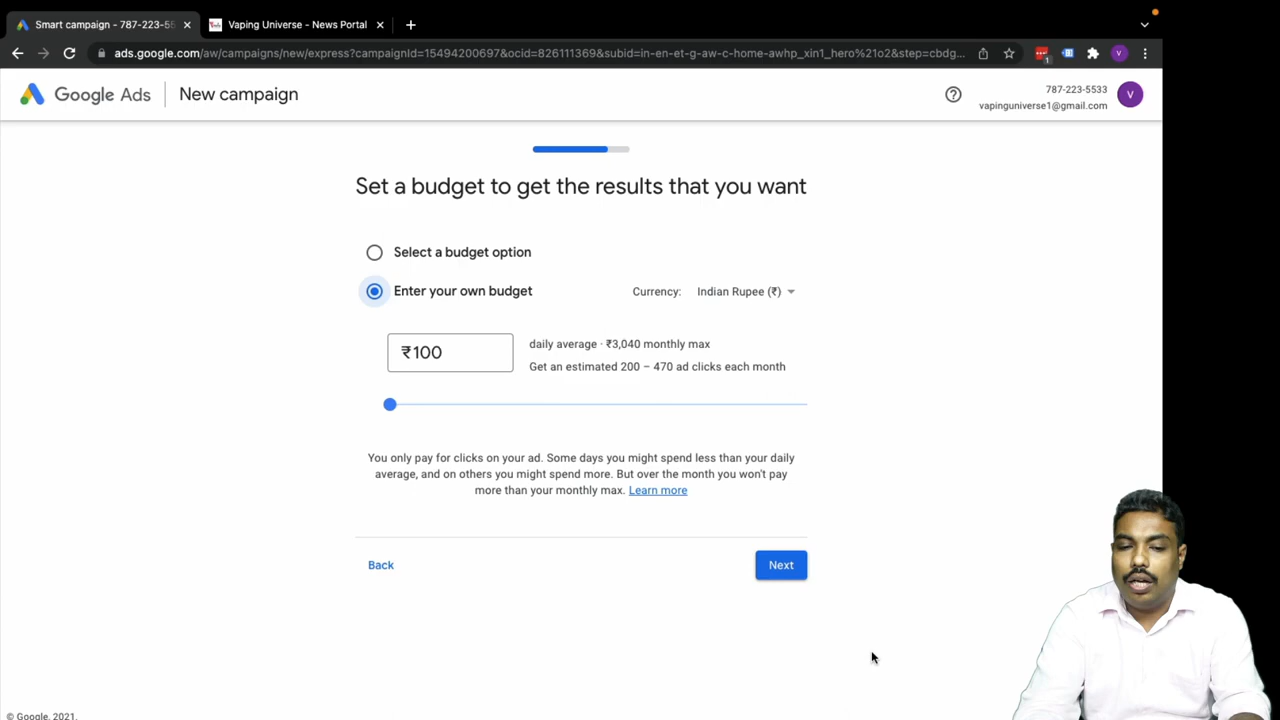 Smart campaign - 787-223-55
Vaping Universe - News Portal
ads.google.com/aw/campaigns/new/express?campaignId=15494200697&ocid=826111369&subid=in-en-et-g-aw-c-home-awhp_xin1_hero%21o2&step=cbdg...
1
V
Google Ads
New campaign
787-223-5533
vapinguniverse1@gmail.com
V
Set a budget to get the results that you want
Select a budget option
Enter your own budget
Currency: Indian Rupee (₹)
₹100
daily average · ₹3,040 monthly max
Get an estimated 200 – 470 ad clicks each month
You only pay for clicks on your ad. Some days you might spend less than your daily
average, and on others you might spend more. But over the month you won't pay
more than your monthly max. Learn more
Back
Next
© Google, 2021.